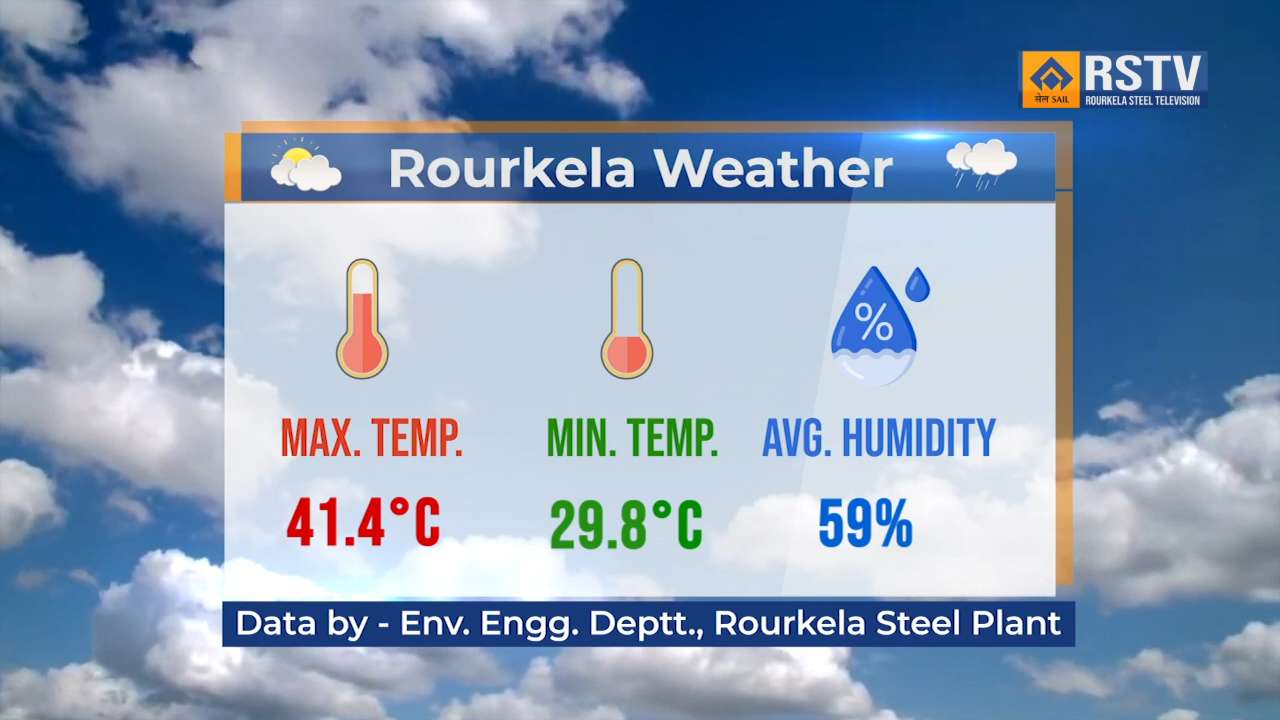 RSTV
सेल SAIL
ROURKELA STEEL TELEVISION
Rourkela Weather
%
MAX. TEMP.
MIN. TEMP.
AVG. HUMIDITY
41.4°C
29.8°C
59%
Data by - Env. Engg. Deptt., Rourkela Steel Plant